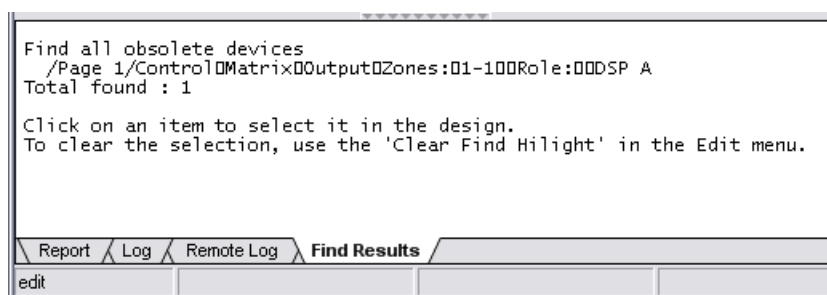 Find all obsolete devices
/Page 1/Control▯Matrix▯Output▯Zones:▯1-1▯▯Role:▯▯DSP A
Total found : 1
Click on an item to select it in the design.
To clear the selection, use the 'Clear Find Hilight' in the Edit menu.
Report Log Remote Log Find Results
edit